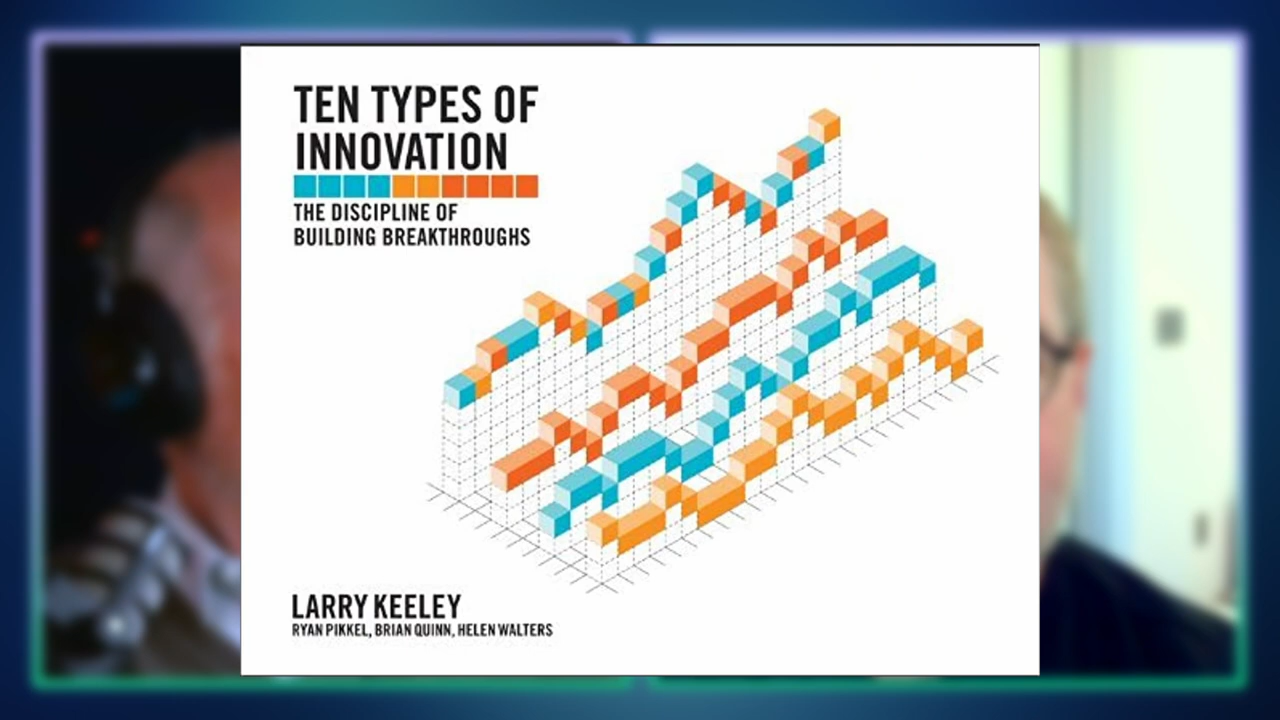 TEN TYPES OF
INNOVATION
THE DISCIPLINE OF
BUILDING BREAKTHROUGHS
LARRY KEELEY
RYAN PIKKEL, BRIAN QUINN, HELEN WALTERS